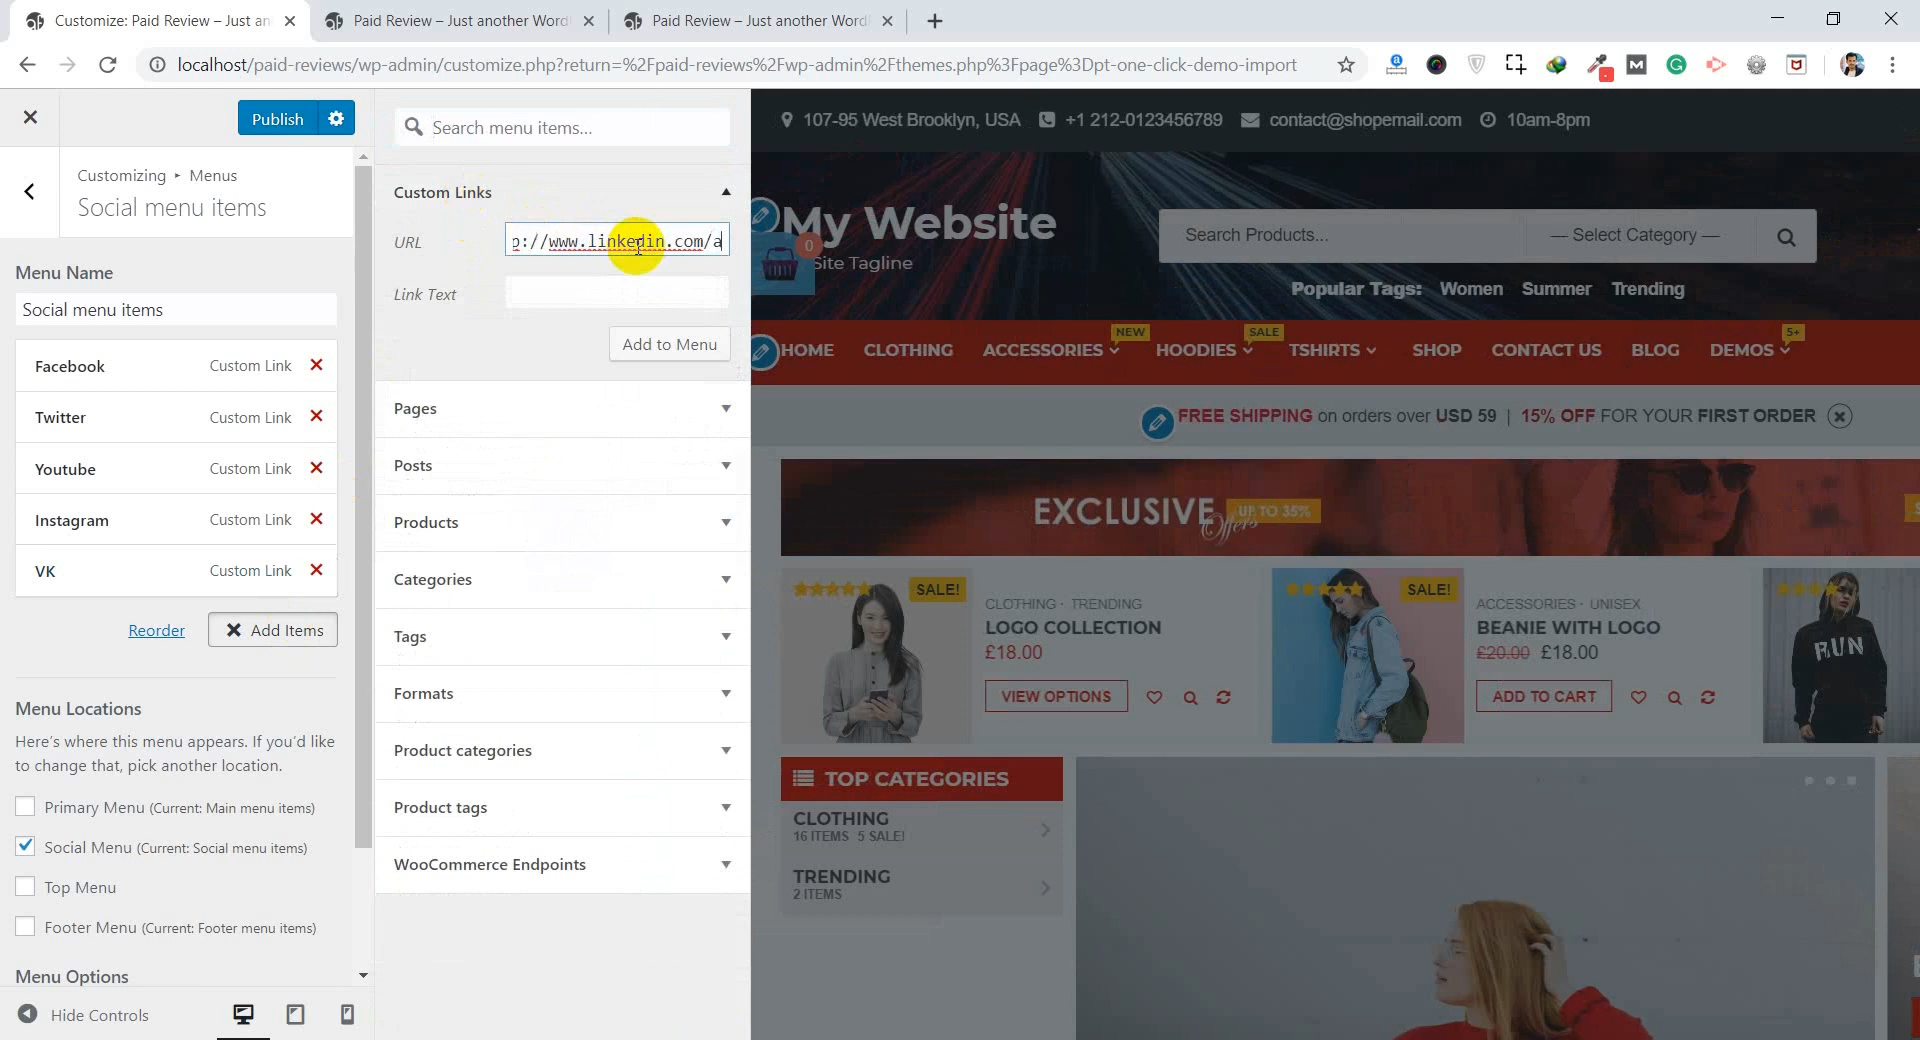 Customize: Paid Review – Just an
Paid Review – Just another Word
Paid Review – Just another Word
localhost/paid-reviews/wp-admin/customize.php?return=%2Fpaid-reviews%2Fwp-admin%2Fthemes.php%3Fpage%3Dpt-one-click-demo-import
Publish
Customizing ▸ Menus
Social menu items
Menu Name
Social menu items
Facebook Custom Link
Twitter Custom Link
Youtube Custom Link
Instagram Custom Link
VK Custom Link
Reorder
Add Items
Menu Locations
Here's where this menu appears. If you'd like
to change that, pick another location.
Primary Menu (Current: Main menu items)
Social Menu (Current: Social menu items)
Top Menu
Footer Menu (Current: Footer menu items)
Menu Options
Hide Controls
Search menu items...
Custom Links
URL
p://www.linkedin.com/a
Link Text
Add to Menu
Pages
Posts
Products
Categories
Tags
Formats
Product categories
Product tags
WooCommerce Endpoints
107-95 West Brooklyn, USA +1 212-0123456789 contact@shopemail.com 10am-8pm
My Website
0
Site Tagline
Search Products...
— Select Category —
Popular Tags: Women Summer Trending
NEW SALE 5+
HOME CLOTHING ACCESSORIES HOODIES TSHIRTS SHOP CONTACT US BLOG DEMOS
FREE SHIPPING on orders over USD 59 | 15% OFF FOR YOUR FIRST ORDER
EXCLUSIVE
Offers
UP TO 35%
SALE!
CLOTHING · TRENDING
LOGO COLLECTION
£18.00
VIEW OPTIONS
SALE!
ACCESSORIES · UNISEX
BEANIE WITH LOGO
£20.00 £18.00
ADD TO CART
RUN
TOP CATEGORIES
CLOTHING
16 ITEMS 5 SALE!
TRENDING
2 ITEMS